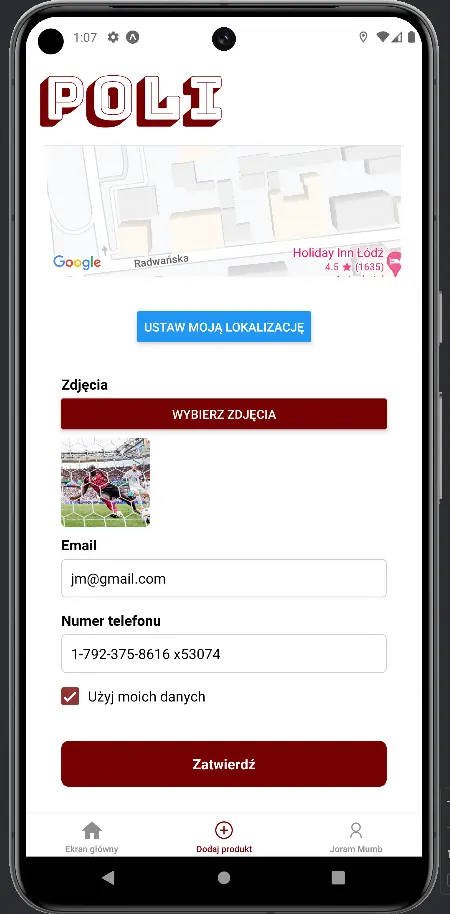 1:07
POLI
Google
Radwańska
Holiday Inn Łódź
4.5 ★ (1635)
USTAW MOJĄ LOKALIZACJĘ
Zdjęcia
WYBIERZ ZDJĘCIA
Email
jm@gmail.com
Numer telefonu
1-792-375-8616 x53074
Użyj moich danych
Zatwierdź
Ekran główny
Dodaj produkt
Joram Mumb